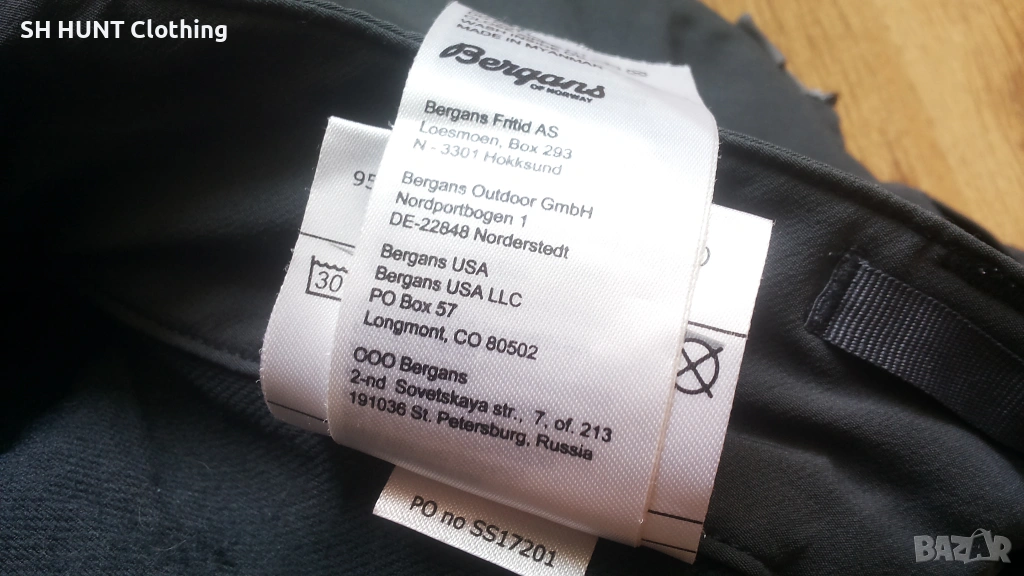 SH HUNT Clothing
MADE IN MYANMAR
Bergans
OF NORWAY
Bergans Fritid AS
Loesmoen, Box 293
N - 3301 Hokksund
Bergans Outdoor GmbH
Nordportbogen 1
DE-22848 Norderstedt
Bergans USA
Bergans USA LLC
PO Box 57
Longmont, CO 80502
OOO Bergans
2-nd Sovetskaya str., 7. of. 213
191036 St. Petersburg, Russia
95
30
PO no SS17201
BAZAR